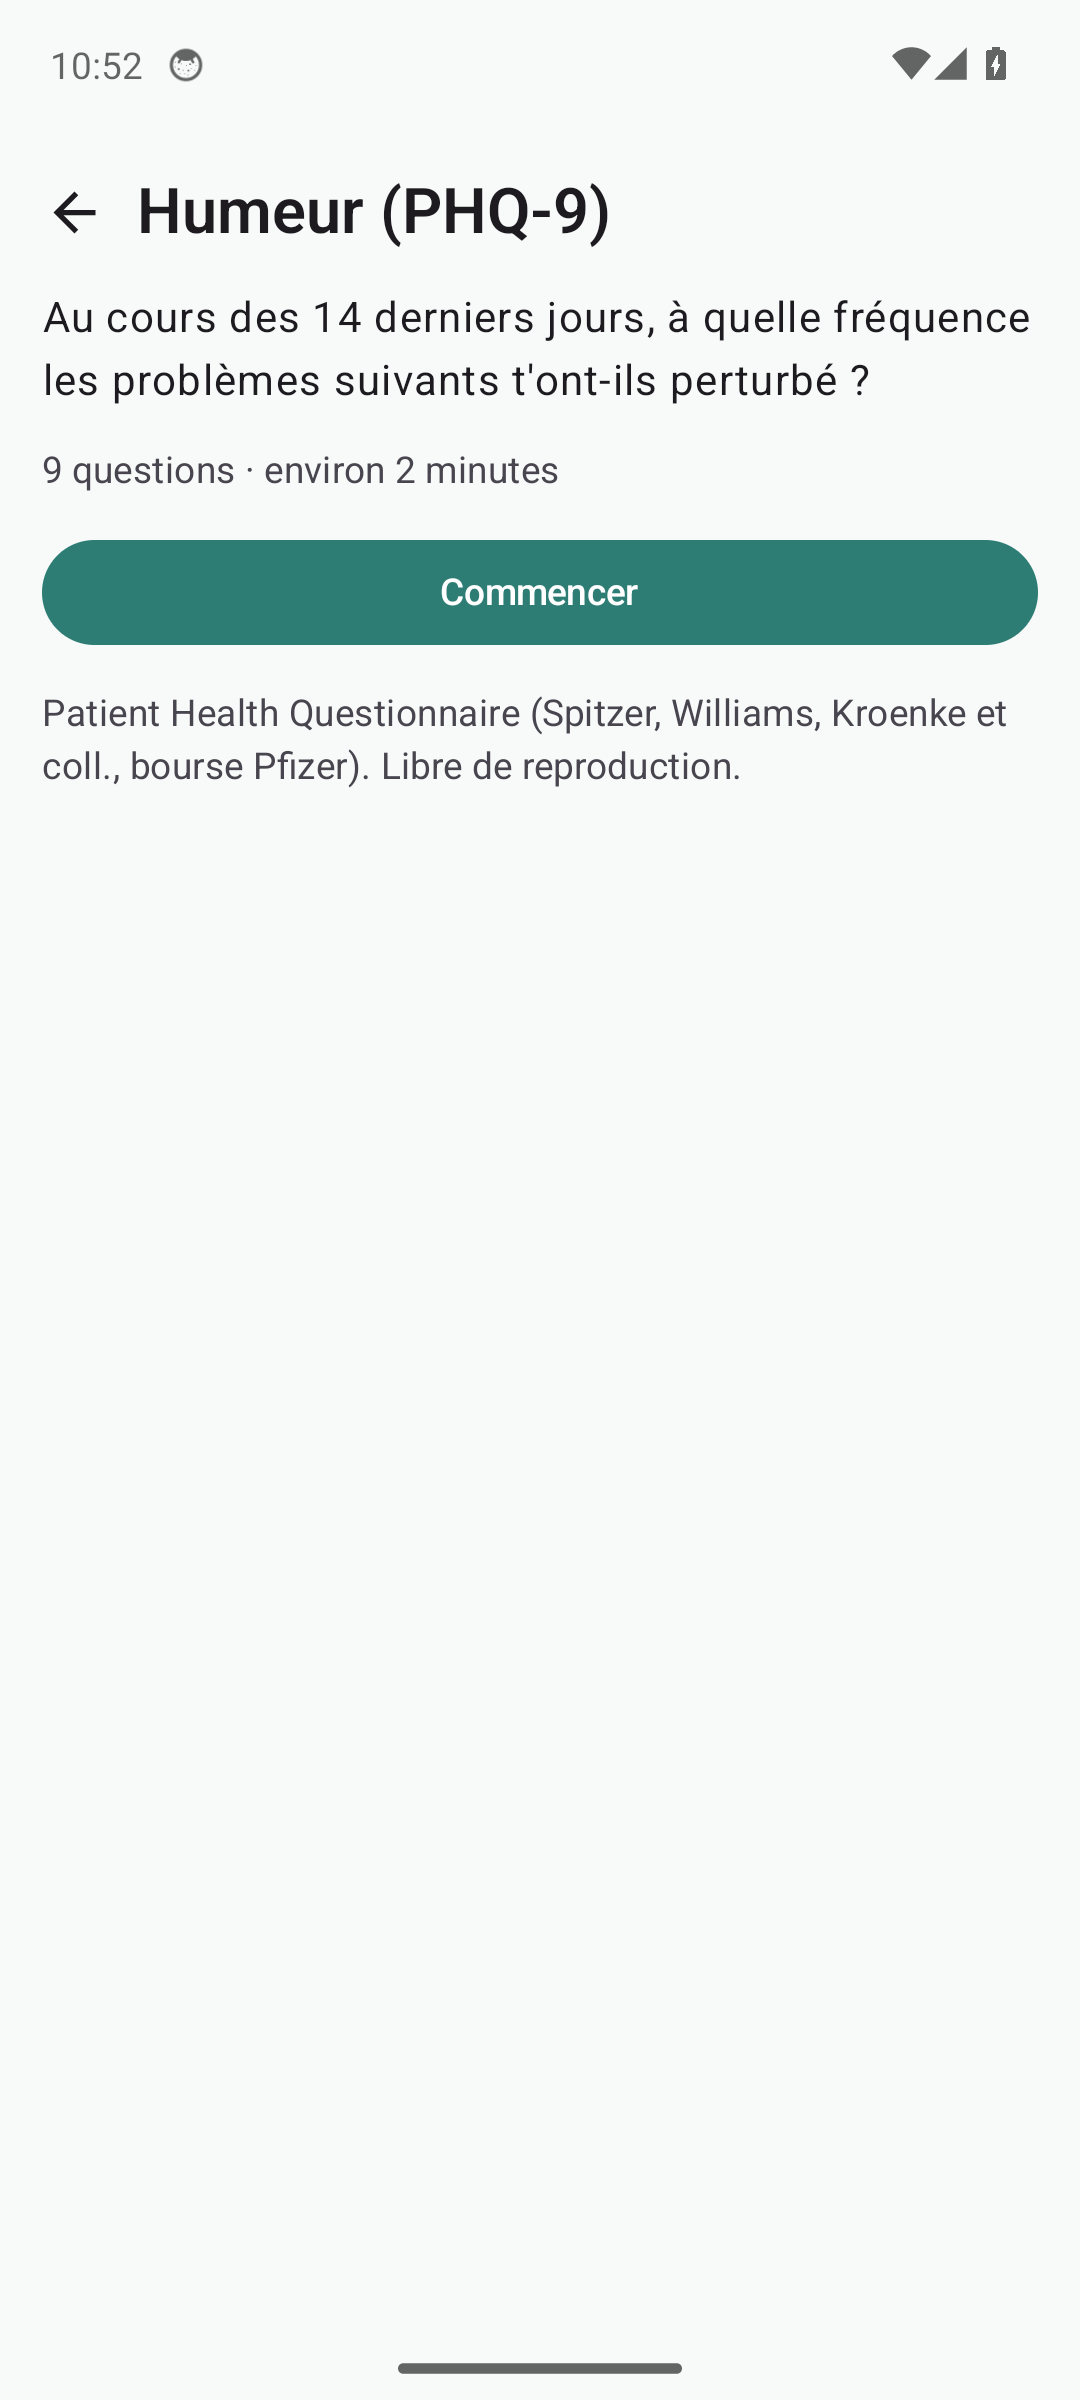 10:52
Humeur (PHQ-9)
Au cours des 14 derniers jours, à quelle fréquence
les problèmes suivants t'ont-ils perturbé ?
9 questions · environ 2 minutes
Commencer
Patient Health Questionnaire (Spitzer, Williams, Kroenke et
coll., bourse Pfizer). Libre de reproduction.